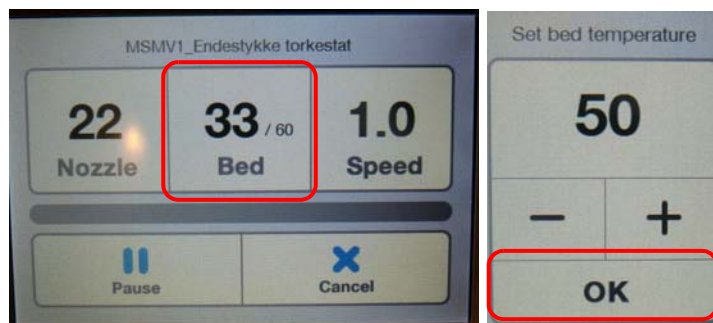 MSMV1_Endestykke torkestat
22 33 / 60 1.0
Nozzle Bed Speed
Pause Cancel
Set bed temperature
50
− +
OK